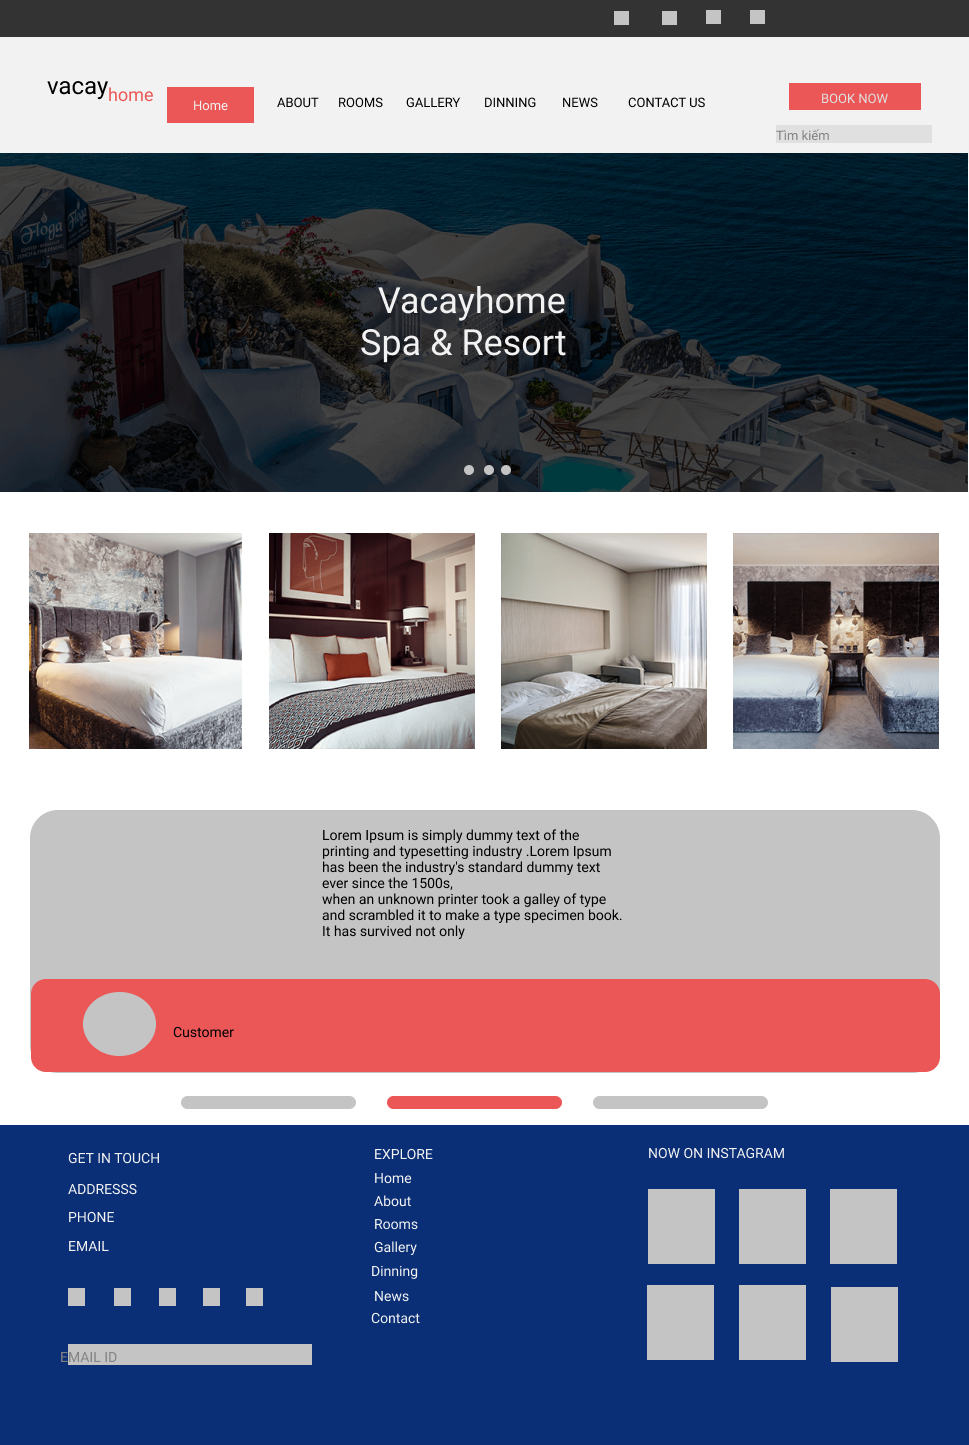 vacayhome
Home
ABOUT
ROOMS
GALLERY
DINNING
NEWS
CONTACT US
BOOK NOW
Tìm kiếm
Floga
Floga
Vacayhome
Spa & Resort
Lorem Ipsum is simply dummy text of the
printing and typesetting industry .Lorem Ipsum
has been the industry's standard dummy text
ever since the 1500s,
when an unknown printer took a galley of type
and scrambled it to make a type specimen book.
It has survived not only
Customer
GET IN TOUCH
ADDRESSS
PHONE
EMAIL
EMAIL ID
EXPLORE
Home
About
Rooms
Gallery
Dinning
News
Contact
NOW ON INSTAGRAM